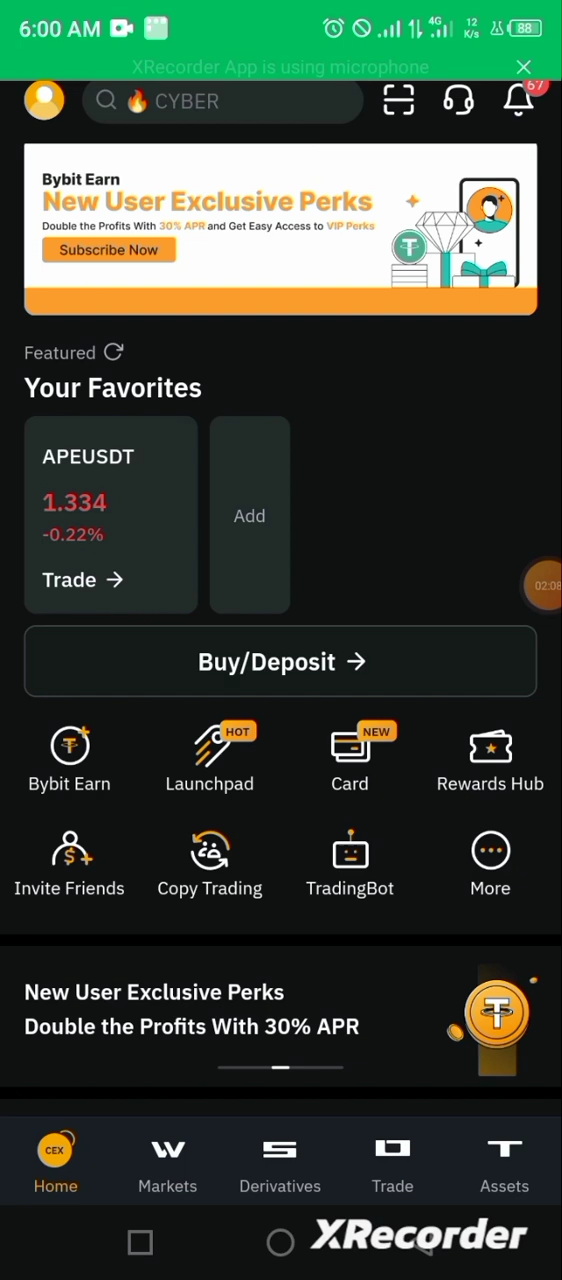 6:00 AM
4G
12
K/s
88
XRecorder App is using microphone
CYBER
67
Bybit Earn
New User Exclusive Perks
Double the Profits With 30% APR and Get Easy Access to VIP Perks
Subscribe Now
Featured
Your Favorites
APEUSDT
1.334
-0.22%
Trade
Add
02:08
Buy/Deposit
HOT
NEW
Bybit Earn
Launchpad
Card
Rewards Hub
Invite Friends
Copy Trading
TradingBot
More
New User Exclusive Perks
Double the Profits With 30% APR
CEX
Home
Markets
Derivatives
Trade
Assets
XRecorder